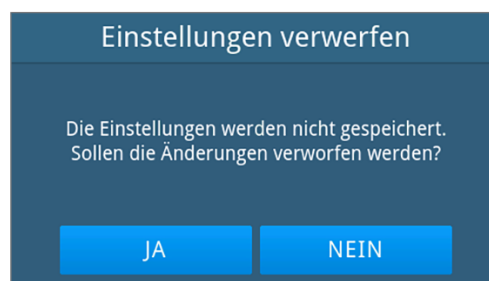 Einstellungen verwerfen
Die Einstellungen werden nicht gespeichert.
Sollen die Änderungen verworfen werden?
JA
NEIN